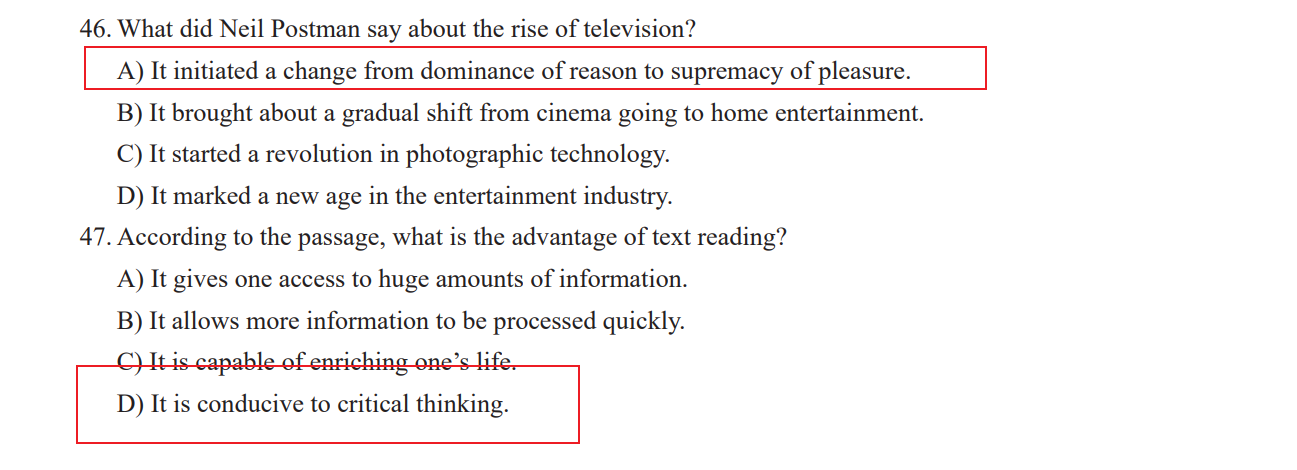 46. What did Neil Postman say about the rise of television?
A) It initiated a change from dominance of reason to supremacy of pleasure.
B) It brought about a gradual shift from cinema going to home entertainment.
C) It started a revolution in photographic technology.
D) It marked a new age in the entertainment industry.
47. According to the passage, what is the advantage of text reading?
A) It gives one access to huge amounts of information.
B) It allows more information to be processed quickly.
C) It is capable of enriching one’s life.
D) It is conducive to critical thinking.